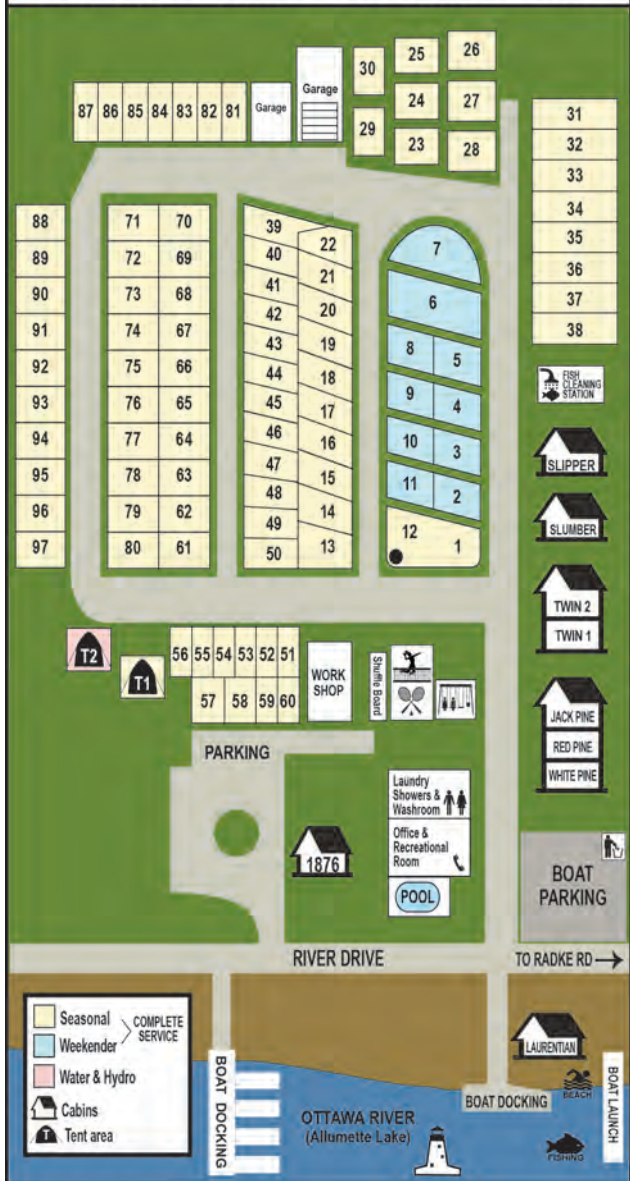 87 86 85 84 83 82 81
Garage
Garage
30
25
26
24
27
29
23
28
31
32
33
34
35
36
37
38
88
89
90
91
92
93
94
95
96
97
71 70
72 69
73 68
74 67
75 66
76 65
77 64
78 63
79 62
80 61
39
40
41
42
43
44
45
46
47
48
49
50
22
21
20
19
18
17
16
15
14
13
7
6
8 5
9 4
10 3
11 2
12 1
FISH
CLEANING
STATION
SLIPPER
SLUMBER
TWIN 2
TWIN 1
JACK PINE
RED PINE
WHITE PINE
T2
T1
56 55 54 53 52 51
57 58 59 60
WORK
SHOP
Shuffle Board
PARKING
1876
Laundry
Showers &
Washroom
Office &
Recreational
Room
POOL
BOAT
PARKING
RIVER DRIVE
TO RADKE RD
Seasonal
Weekender
COMPLETE
SERVICE
Water & Hydro
Cabins
T Tent area
BOAT DOCKING
OTTAWA RIVER
(Allumette Lake)
BOAT DOCKING
LAURENTIAN
BEACH
FISHING
BOAT LAUNCH